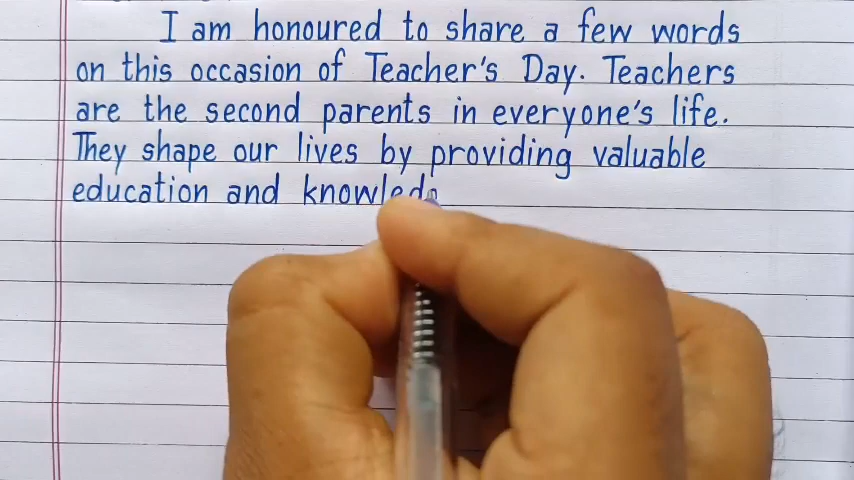 I am honoured to share a few words
on this occasion of Teacher's Day. Teachers
are the second parents in everyone's life.
They shape our lives by providing valuable
education and knowled